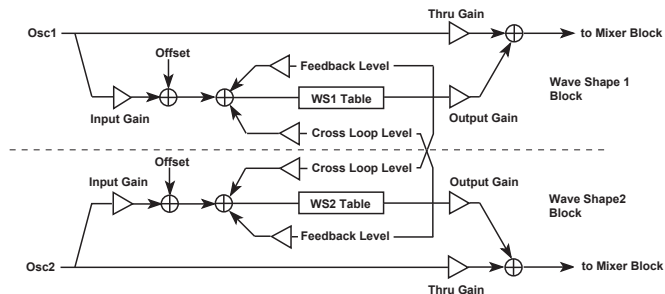 Thru Gain
Osc1
to Mixer Block
Offset
Feedback Level
Wave Shape 1
Block
WS1 Table
Input Gain
Output Gain
Cross Loop Level
Offset
Cross Loop Level
Input Gain
Output Gain
WS2 Table
Wave Shape2
Block
Feedback Level
Osc2
to Mixer Block
Thru Gain